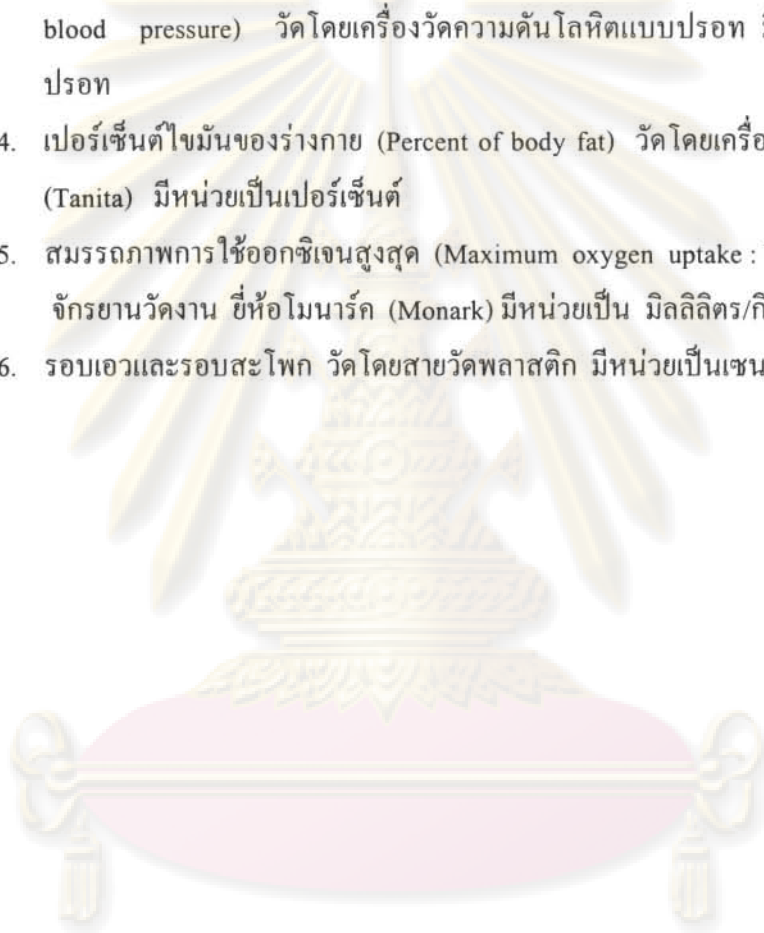 blood pressure) วัดโดยเครื่องวัดความดันโลหิตแบบปรอท
ปรอท
4. เปอร์เซ็นต์ไขมันของร่างกาย (Percent of body fat) วัดโดยเครื่อ
(Tanita) มีหน่วยเป็นเปอร์เซ็นต์
5. สมรรถภาพการใช้ออกซิเจนสูงสุด (Maximum oxygen uptake :
จักรยานวัดงาน ยี่ห้อโมนาร์ค (Monark) มีหน่วยเป็น มิลลิลิตร/กิ
6. รอบเอวและรอบสะโพก วัดโดยสายวัดพลาสติก มีหน่วยเป็นเซน